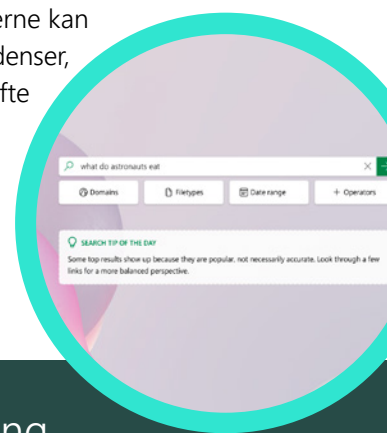 erne kan
denser,
fte
what do astronauts eat
Domains Filetypes Date range + Operators
SEARCH TIP OF THE DAY
Some top results show up because they are popular, not necessarily accurate. Look through a few
links for a more balanced perspective.